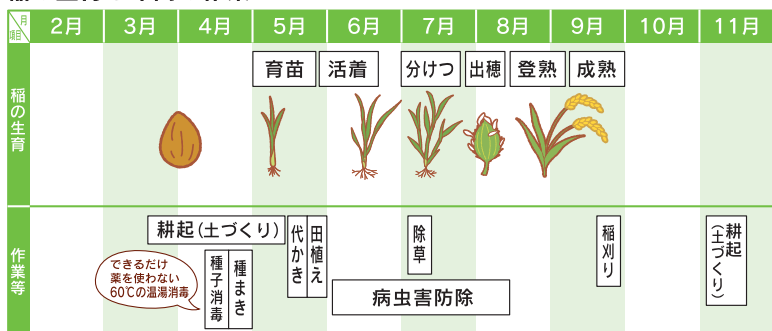 月
項目
2月 3月 4月 5月 6月 7月 8月 9月 10月 11月
稲の生育
育苗 活着 分けつ 出穂 登熟 成熟
作業等
耕起(土づくり)
代かき
田植え
除草
稲刈り
耕起
(土づくり)
できるだけ
薬を使わない
60℃の温湯消毒
種子消毒
種まき
病虫害防除